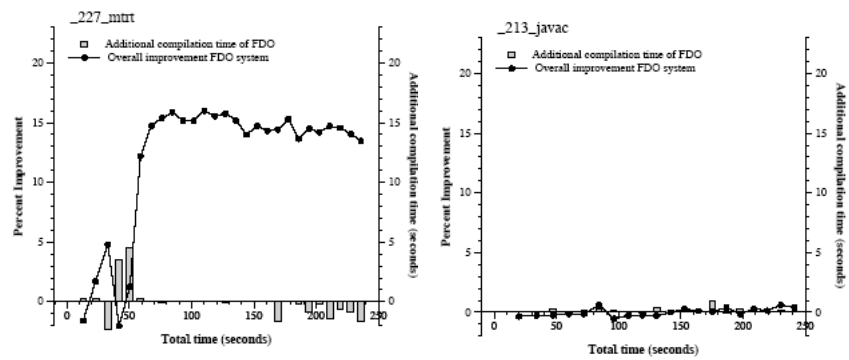 _227_mtrt
Additional compilation time of FDO
Overall improvement FDO system
Percent Improvement
20
15
10
5
0
Additional compilation time (seconds)
20
15
10
5
0
0 50 100 150 200 250
Total time (seconds)
_213_javac
Additional compilation time of FDO
Overall improvement FDO system
Percent Improvement
20
15
10
5
0
Additional compilation time (seconds)
20
15
10
5
0
0 50 100 150 200 250
Total time (seconds)